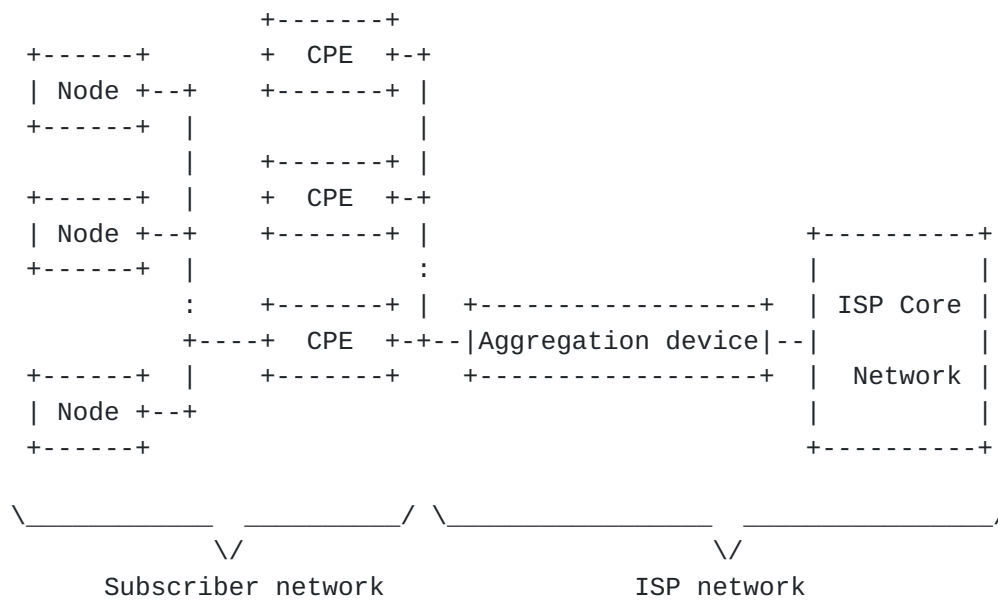 CPE
Node
CPE
Node
ISP Core
CPE Aggregation device
Network
Node
Subscriber network ISP network